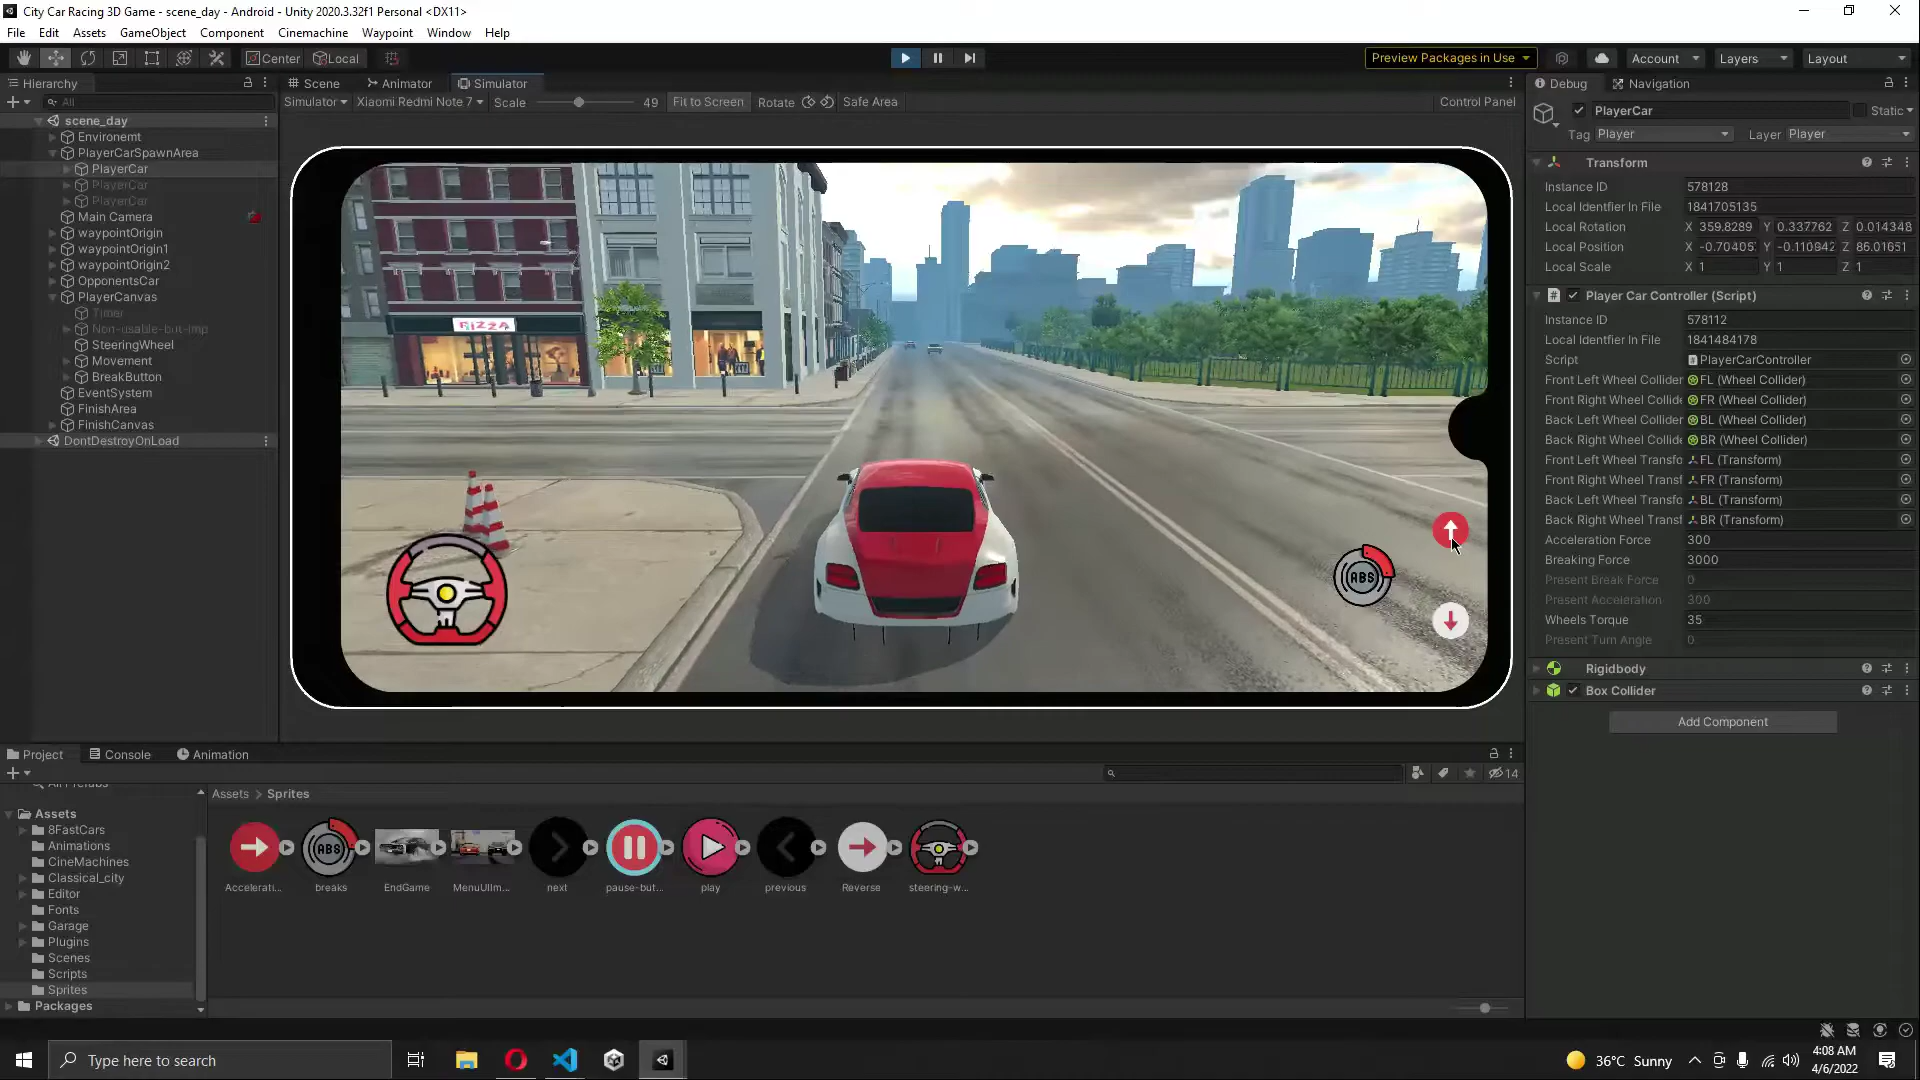 City Car Racing 3D Game - scene_day - Android - Unity 2020.3.32f1 Personal <DX11>
File Edit Assets GameObject Component Cinemachine Waypoint Window Help
Center Local Preview Packages in Use Account Layers Layout
Hierarchy Scene Animator Simulator Debug Navigation
All
Simulator Xiaomi Redmi Note 7 Scale 49 Fit to Screen Rotate Safe Area Control Panel
scene_day
Environemt
PlayerCarSpawnArea
PlayerCar
PlayerCar
PlayerCar
Main Camera
waypointOrigin
waypointOrigin1
waypointOrigin2
OpponentsCar
PlayerCanvas
Timer
Non-usable-but-imp
SteeringWheel
Movement
BreakButton
EventSystem
FinishArea
FinishCanvas
DontDestroyOnLoad
PIZZA
ABS
PlayerCar Static
Tag Player Layer Player
Transform
Instance ID 578128
Local Identfier In File 1841705135
Local Rotation X 359.8289 Y 0.337762 Z 0.014348
Local Position X -0.70405 Y -0.110842 Z 86.01651
Local Scale X 1 Y 1 Z 1
Player Car Controller (Script)
Instance ID 578112
Local Identfier In File 1841484178
Script PlayerCarController
Front Left Wheel Collider FL (Wheel Collider)
Front Right Wheel Collide FR (Wheel Collider)
Back Left Wheel Collider BL (Wheel Collider)
Back Right Wheel Collide BR (Wheel Collider)
Front Left Wheel Transfo FL (Transform)
Front Right Wheel Transf FR (Transform)
Back Left Wheel Transfo BL (Transform)
Back Right Wheel Transf BR (Transform)
Acceleration Force 300
Breaking Force 3000
Present Break Force 0
Present Acceleration 300
Wheels Torque 35
Present Turn Angle 0
Rigidbody
Box Collider
Add Component
Project Console Animation
14
All Prefabs
Assets
8FastCars
Animations
CineMachines
Classical_city
Editor
Fonts
Garage
Plugins
Scenes
Scripts
Sprites
Packages
Assets > Sprites
ABS
Accelerati... breaks EndGame MenuUIIm... next pause-but... play previous Reverse steering-w...
Type here to search
36°C Sunny
4:08 AM
4/6/2022